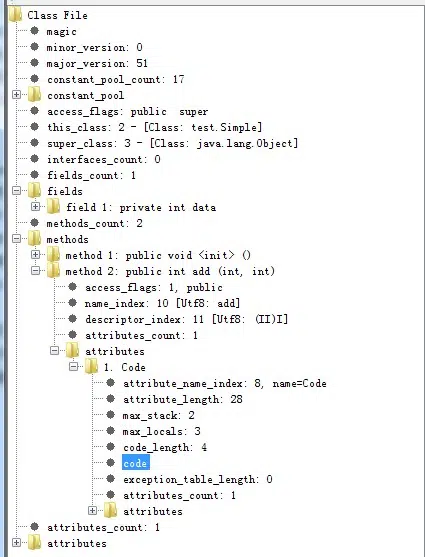 Class File
magic
minor_version: 0
major_version: 51
constant_pool_count: 17
constant_pool
access_flags: public  super
this_class: 2 - [Class: test.Simple]
super_class: 3 - [Class: java.lang.Object]
interfaces_count: 0
fields_count: 1
fields
field 1: private int data
methods_count: 2
methods
method 1: public void <init> ()
method 2: public int add (int, int)
access_flags: 1, public
name_index: 10 [Utf8: add]
descriptor_index: 11 [Utf8: (II)I]
attributes_count: 1
attributes
1. Code
attribute_name_index: 8, name=Code
attribute_length: 28
max_stack: 2
max_locals: 3
code_length: 4
code
exception_table_length: 0
attributes_count: 1
attributes
attributes_count: 1
attributes